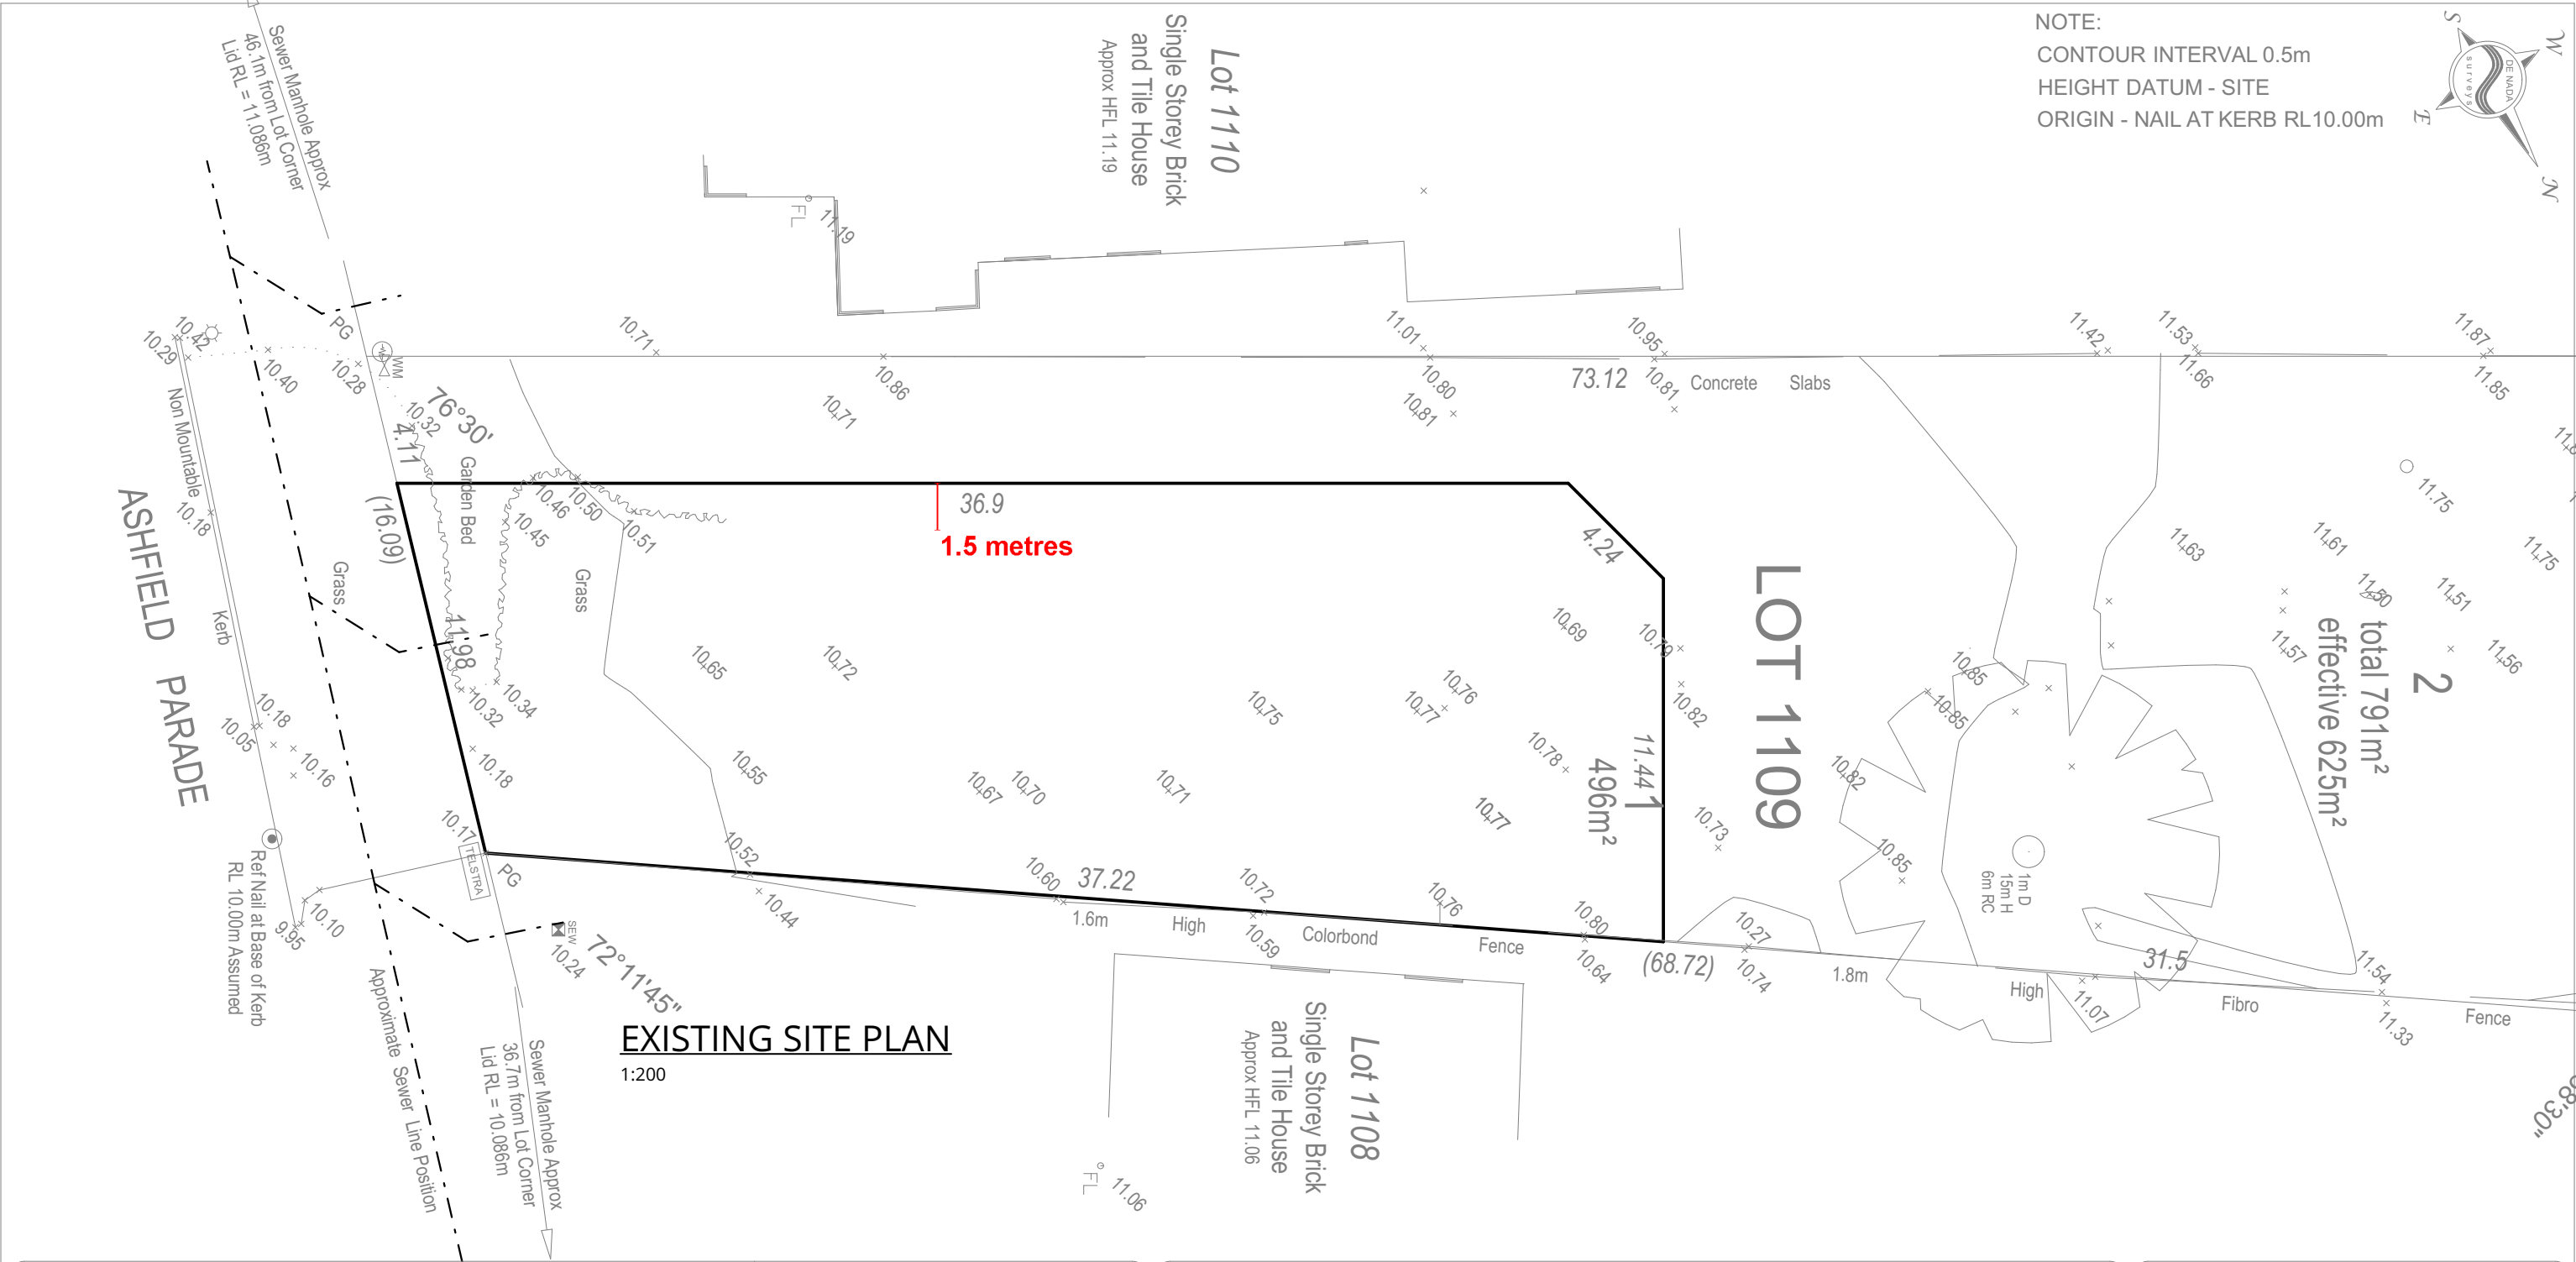 NOTE:
CONTOUR INTERVAL 0.5m
HEIGHT DATUM - SITE
ORIGIN - NAIL AT KERB RL10.00m
S
W
E
N
DE NADA
surveys
Sewer Manhole Approx
46.1m from Lot Corner
Lid RL = 11.086m
Lot 1110
Single Storey Brick
and Tile House
Approx HFL 11.19
FL
11.19
PG
WM
10.42
10.29
10.40
10.28
10.32
76°30'
4.11
10.71
10.86
10.71
11.01
10.80
10.81
73.12
10.95
10.81
Concrete Slabs
11.42
11.53
11.66
11.87
11.85
Non Mountable
Kerb
10.18
ASHFIELD PARADE
Grass
(16.09)
Garden Bed
10.46
10.50
10.45
10.51
Grass
36.9
1.5 metres
4.24
11.98
10.34
10.32
10.18
10.65
10.72
10.55
10.67
10.70
10.71
10.75
10.77
10.76
10.77
10.78
10.69
10.79
10.82
10.73
11.44
1
496m²
LOT 1109
2
total 791m²
effective 625m²
11.75
11.63
11.61
11.75
11.50
11.51
11.57
11.56
10.85
10.85
10.82
10.85
1m D
15m H
6m RC
10.18
10.05
10.16
10.17
TELSTRA
PG
Ref Nail at Base of Kerb
RL 10.00m Assumed
10.10
9.95
SEW
10.24
72°11'45"
10.52
10.44
10.60
37.22
1.6m High Colorbond Fence
10.72
10.59
10.76
10.80
10.64
(68.72)
10.27
10.74
1.8m High Fibro Fence
11.07
31.5
11.54
11.33
8'30"
Approximate Sewer Line Position
Sewer Manhole Approx
36.7m from Lot Corner
Lid RL = 10.086m
EXISTING SITE PLAN
1:200
Lot 1108
Single Storey Brick
and Tile House
Approx HFL 11.06
FL
11.06